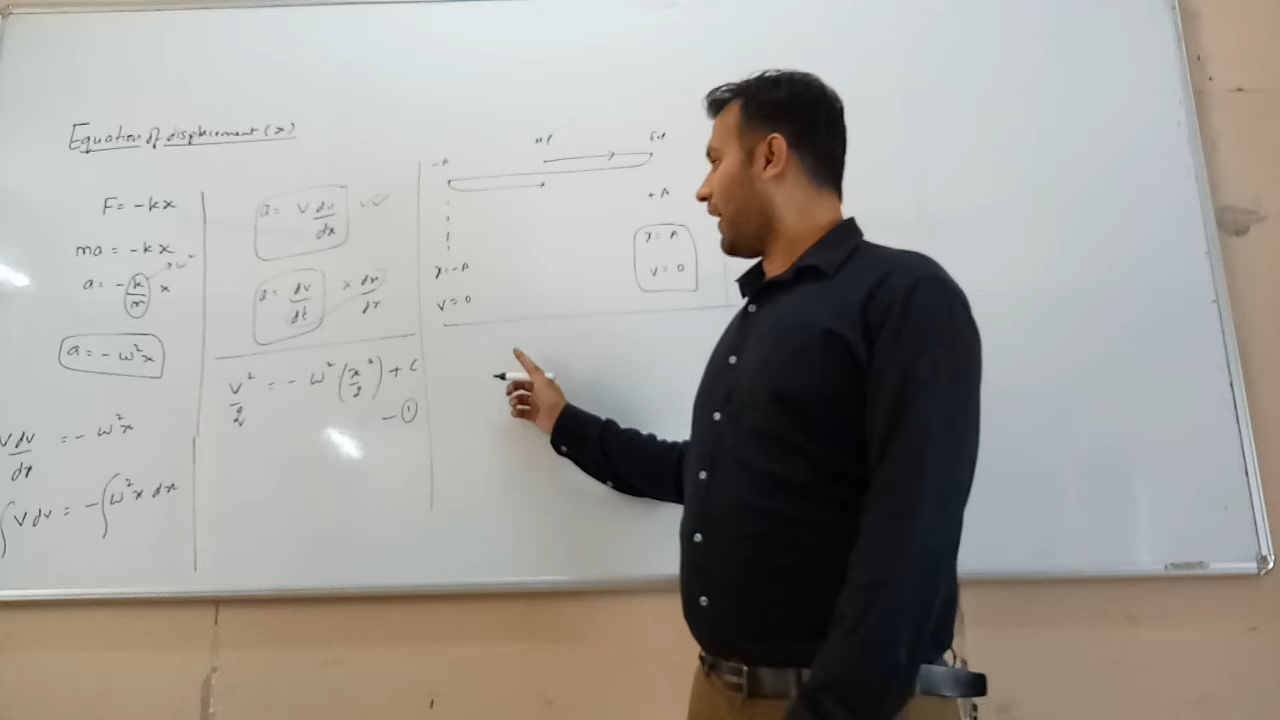 Equation of displacement (x)
F = -kx
ma = -kx
a = - k/m x → ω²
a = - ω²x
v dv/dx = - ω²x
∫ v dv = - ∫ ω²x dx
a = v dv/dx ✓✓
a = dv/dt × dx/dx
v²/2 = - ω² (x²/2) + C
- ①
-A
M.P
E.P
+A
x = A
v = 0
x = -A
v = 0